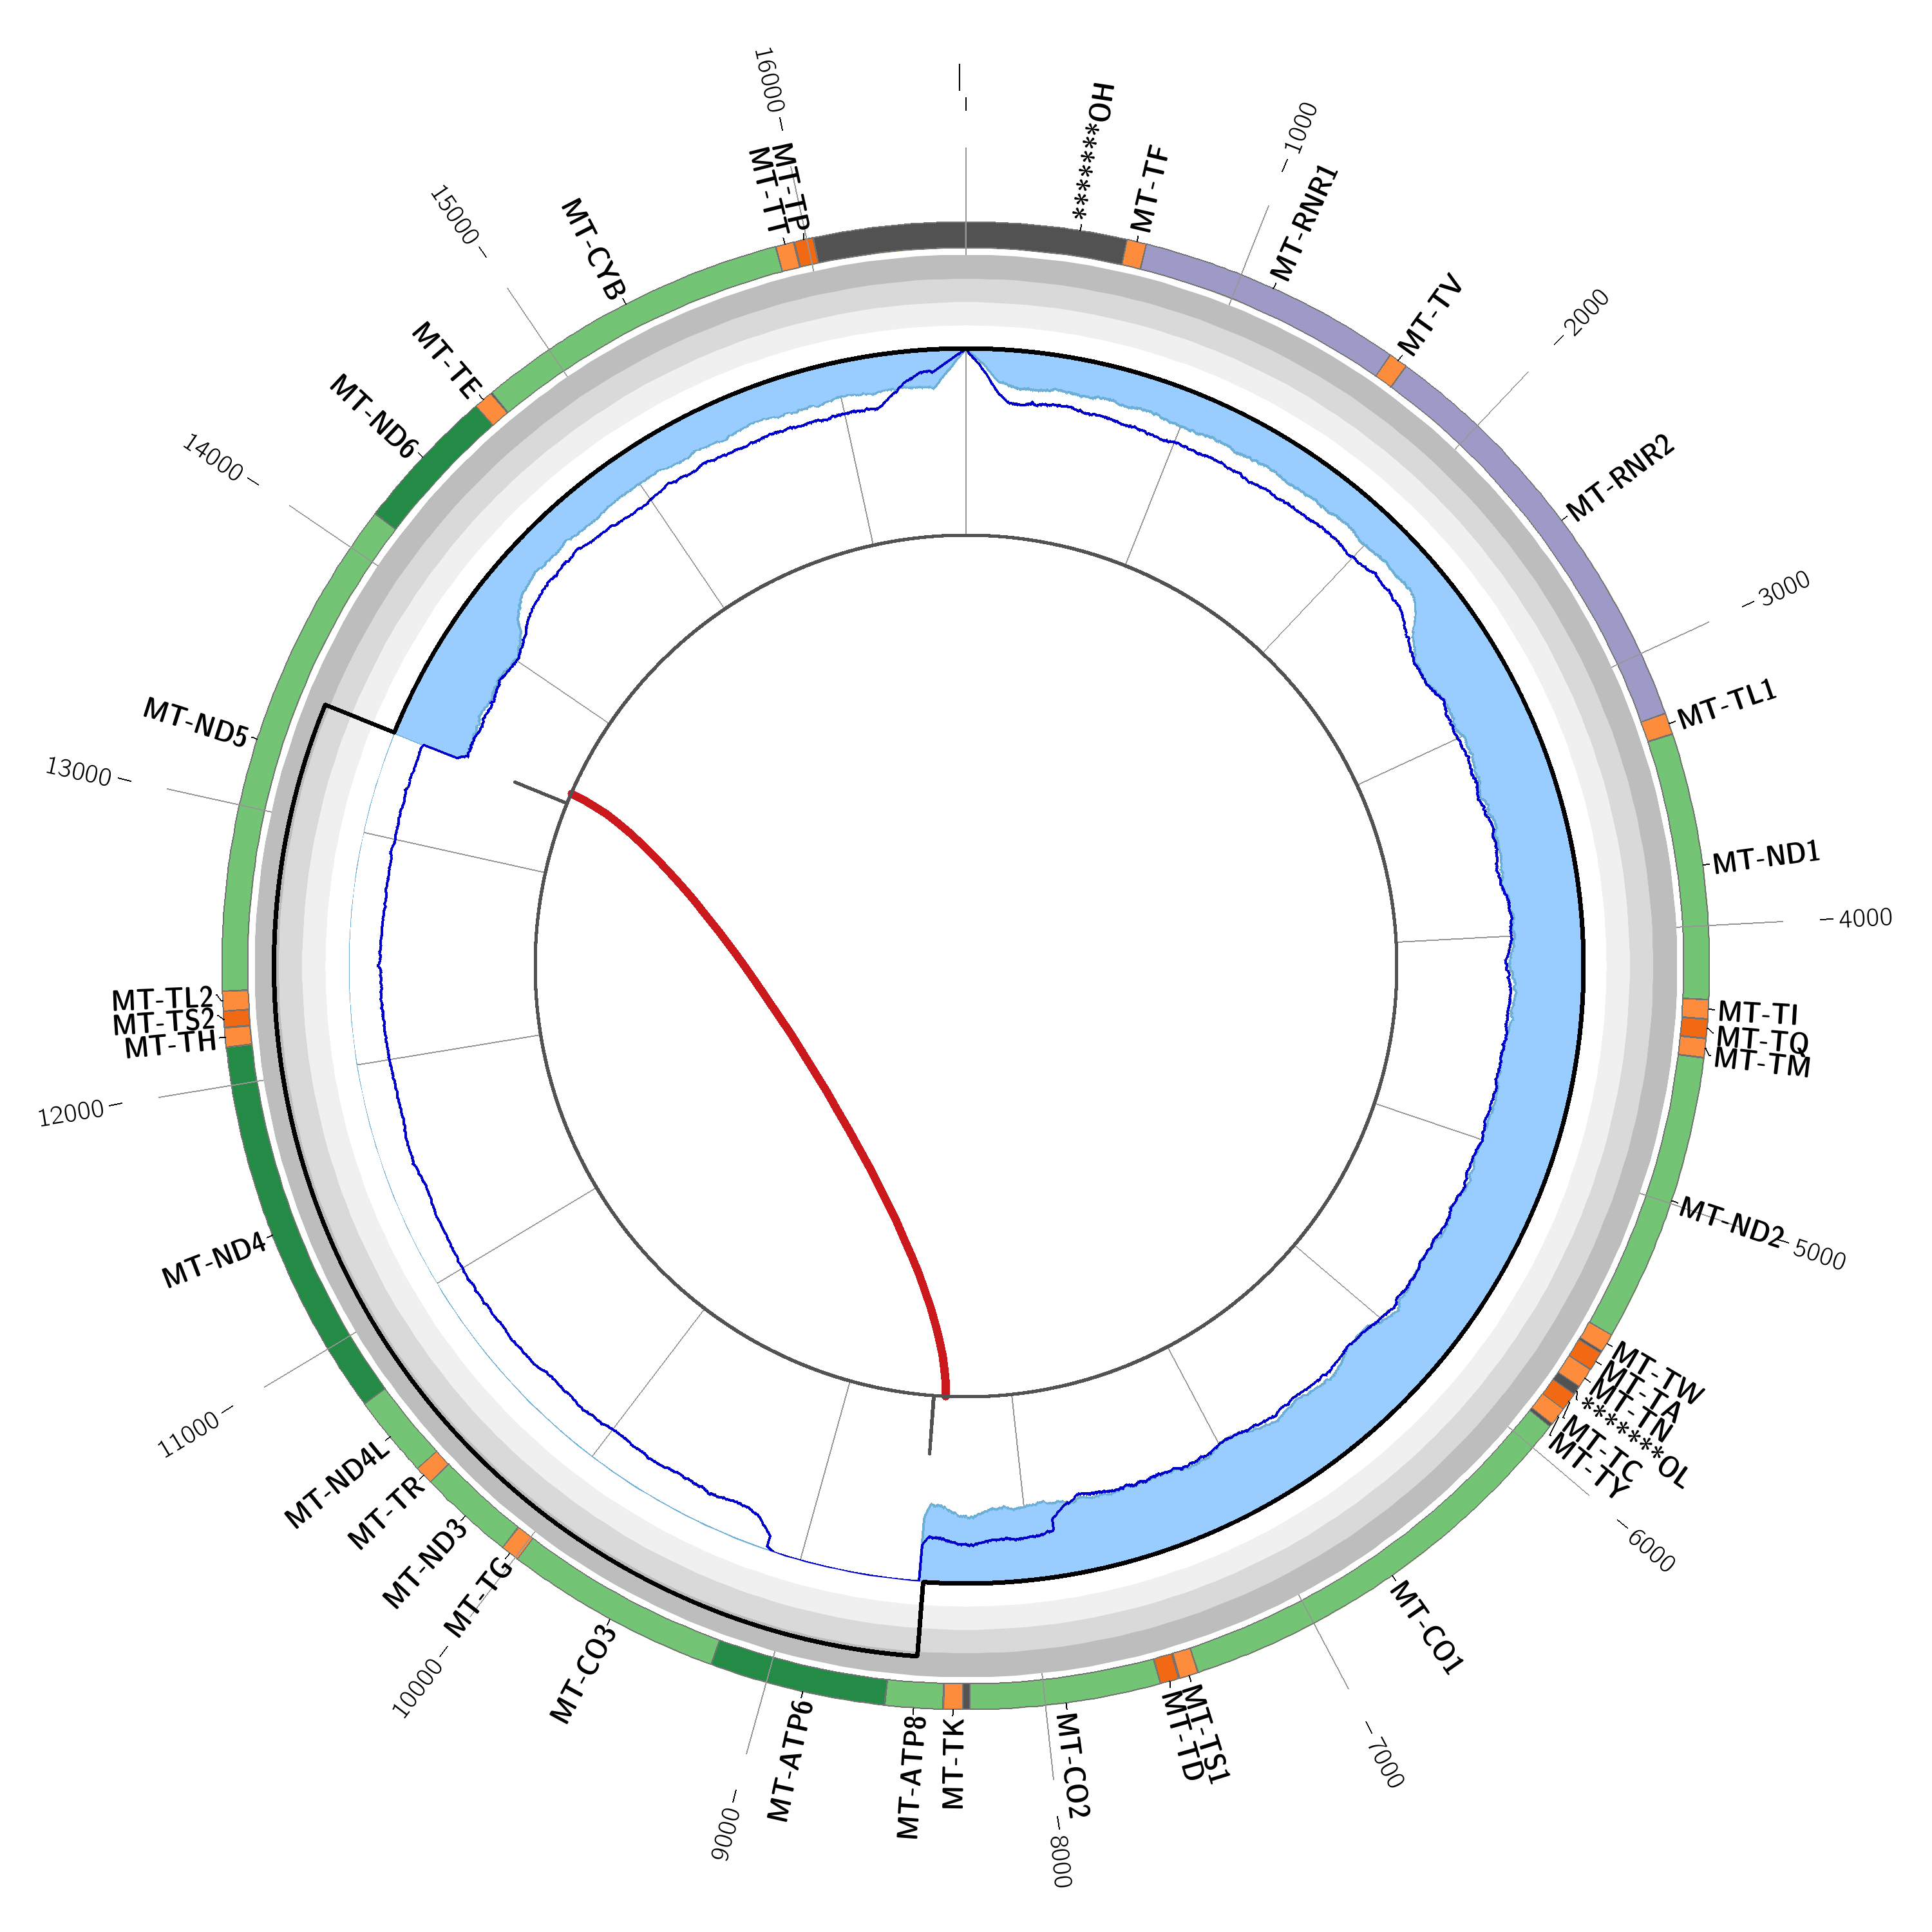 *******OH
MT-TF
1000
MT-RNR1
MT-TV
2000
MT-RNR2
3000
MT-TL1
MT-ND1
4000
MT-TI
MT-TQ
MT-TM
MT-ND2
5000
MT-TW
MT-TA
MT-TN
*******OL
MT-TC
MT-TY
6000
MT-CO1
7000
MT-TS1
MT-TD
MT-CO2
8000
MT-TK
MT-ATP8
MT-ATP6
9000
MT-CO3
MT-TG
10000
MT-ND3
MT-TR
MT-ND4L
11000
MT-ND4
12000
MT-TH
MT-TS2
MT-TL2
13000
MT-ND5
14000
MT-ND6
MT-TE
15000
MT-CYB
MT-TT
MT-TP
16000